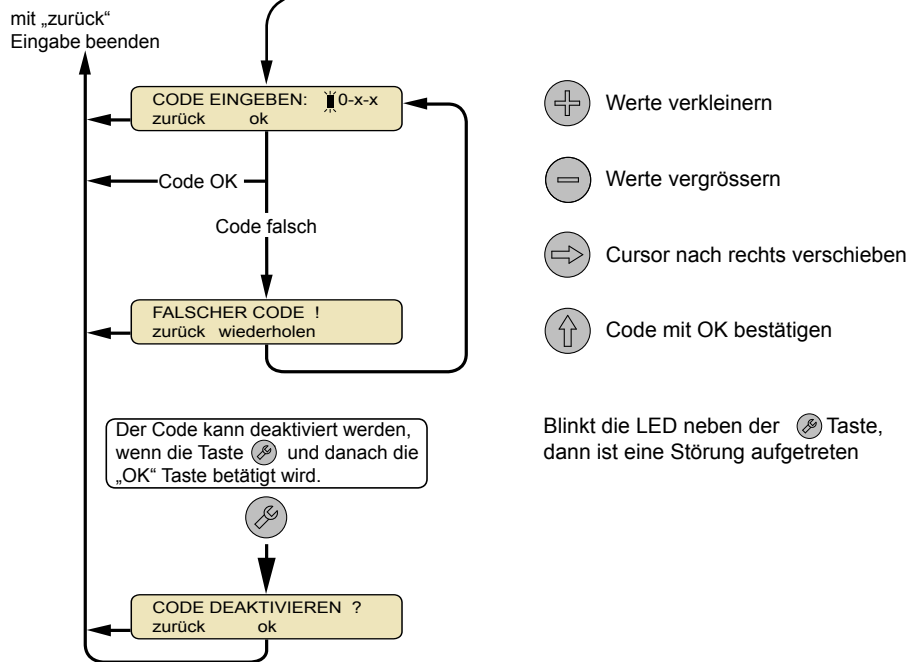 mit „zurück“
Eingabe beenden
CODE EINGEBEN: 0-x-x
zurück ok
Code OK
Code falsch
FALSCHER CODE !
zurück wiederholen
Der Code kann deaktiviert werden,
wenn die Taste und danach die
„OK“ Taste betätigt wird.
CODE DEAKTIVIEREN ?
zurück ok
Werte verkleinern
Werte vergrössern
Cursor nach rechts verschieben
Code mit OK bestätigen
Blinkt die LED neben der Taste,
dann ist eine Störung aufgetreten